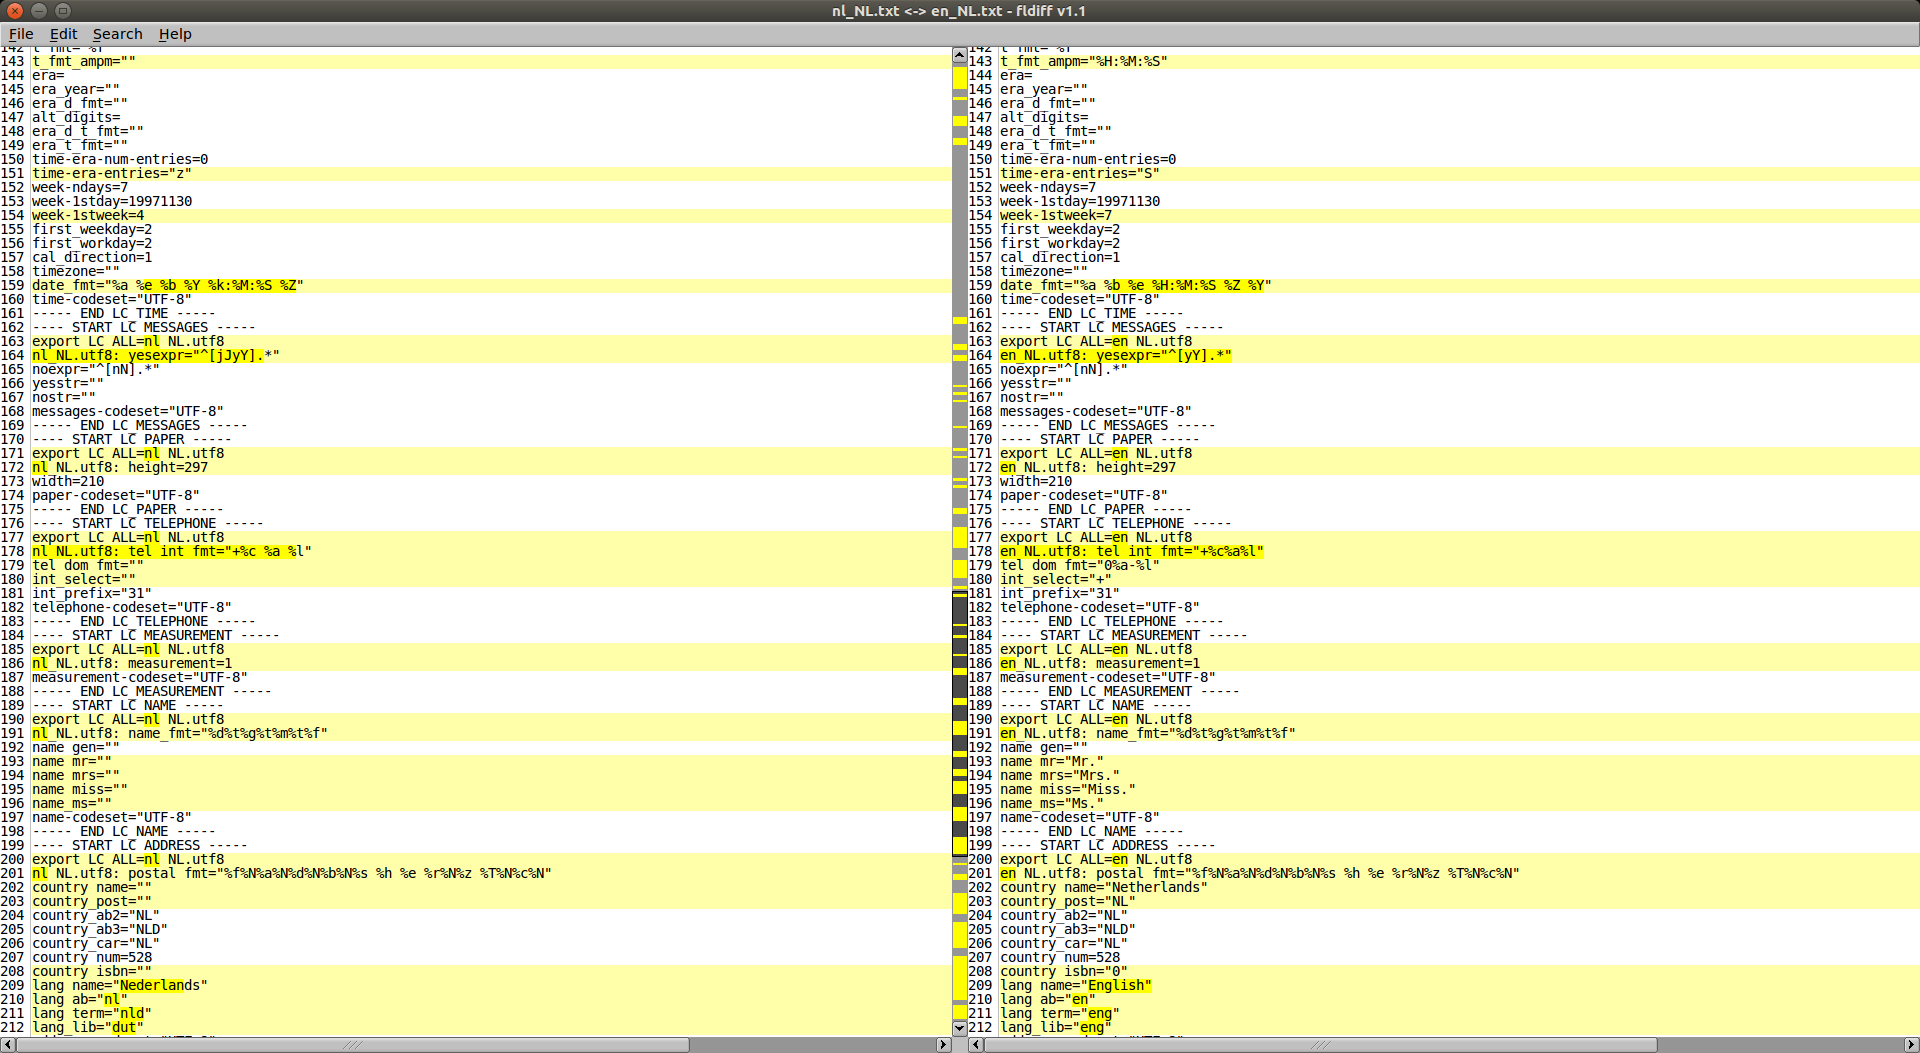 nl_NL.txt <-> en_NL.txt - fldiff v1.1
File Edit Search Help
142 t_fmt="%T"
143 t_fmt_ampm=""
144 era=
145 era_year=""
146 era_d_fmt=""
147 alt_digits=
148 era_d_t_fmt=""
149 era_t_fmt=""
150 time-era-num-entries=0
151 time-era-entries="z"
152 week-ndays=7
153 week-1stday=19971130
154 week-1stweek=4
155 first_weekday=2
156 first_workday=2
157 cal_direction=1
158 timezone=""
159 date_fmt="%a %e %b %Y %k:%M:%S %Z"
160 time-codeset="UTF-8"
161 ----- END LC_TIME -----
162 ---- START LC_MESSAGES -----
163 export LC_ALL=nl_NL.utf8
164 nl_NL.utf8: yesexpr="^[jJyY].*"
165 noexpr="^[nN].*"
166 yesstr=""
167 nostr=""
168 messages-codeset="UTF-8"
169 ----- END LC_MESSAGES -----
170 ---- START LC_PAPER -----
171 export LC_ALL=nl_NL.utf8
172 nl_NL.utf8: height=297
173 width=210
174 paper-codeset="UTF-8"
175 ----- END LC_PAPER -----
176 ---- START LC_TELEPHONE -----
177 export LC_ALL=nl_NL.utf8
178 nl_NL.utf8: tel_int_fmt="+%c %a %l"
179 tel_dom_fmt=""
180 int_select=""
181 int_prefix="31"
182 telephone-codeset="UTF-8"
183 ----- END LC_TELEPHONE -----
184 ---- START LC_MEASUREMENT -----
185 export LC_ALL=nl_NL.utf8
186 nl_NL.utf8: measurement=1
187 measurement-codeset="UTF-8"
188 ----- END LC_MEASUREMENT -----
189 ---- START LC_NAME -----
190 export LC_ALL=nl_NL.utf8
191 nl_NL.utf8: name_fmt="%d%t%g%t%m%t%f"
192 name_gen=""
193 name_mr=""
194 name_mrs=""
195 name_miss=""
196 name_ms=""
197 name-codeset="UTF-8"
198 ----- END LC_NAME -----
199 ---- START LC_ADDRESS -----
200 export LC_ALL=nl_NL.utf8
201 nl_NL.utf8: postal_fmt="%f%N%a%N%d%N%b%N%s %h %e %r%N%z %T%N%c%N"
202 country_name=""
203 country_post=""
204 country_ab2="NL"
205 country_ab3="NLD"
206 country_car="NL"
207 country_num=528
208 country_isbn=""
209 lang_name="Nederlands"
210 lang_ab="nl"
211 lang_term="nld"
212 lang_lib="dut"
142 t_fmt="%T"
143 t_fmt_ampm="%H:%M:%S"
144 era=
145 era_year=""
146 era_d_fmt=""
147 alt_digits=
148 era_d_t_fmt=""
149 era_t_fmt=""
150 time-era-num-entries=0
151 time-era-entries="S"
152 week-ndays=7
153 week-1stday=19971130
154 week-1stweek=7
155 first_weekday=2
156 first_workday=2
157 cal_direction=1
158 timezone=""
159 date_fmt="%a %b %e %H:%M:%S %Z %Y"
160 time-codeset="UTF-8"
161 ----- END LC_TIME -----
162 ---- START LC_MESSAGES -----
163 export LC_ALL=en_NL.utf8
164 en_NL.utf8: yesexpr="^[yY].*"
165 noexpr="^[nN].*"
166 yesstr=""
167 nostr=""
168 messages-codeset="UTF-8"
169 ----- END LC_MESSAGES -----
170 ---- START LC_PAPER -----
171 export LC_ALL=en_NL.utf8
172 en_NL.utf8: height=297
173 width=210
174 paper-codeset="UTF-8"
175 ----- END LC_PAPER -----
176 ---- START LC_TELEPHONE -----
177 export LC_ALL=en_NL.utf8
178 en_NL.utf8: tel_int_fmt="+%c%a%l"
179 tel_dom_fmt="0%a-%l"
180 int_select="+"
181 int_prefix="31"
182 telephone-codeset="UTF-8"
183 ----- END LC_TELEPHONE -----
184 ---- START LC_MEASUREMENT -----
185 export LC_ALL=en_NL.utf8
186 en_NL.utf8: measurement=1
187 measurement-codeset="UTF-8"
188 ----- END LC_MEASUREMENT -----
189 ---- START LC_NAME -----
190 export LC_ALL=en_NL.utf8
191 en_NL.utf8: name_fmt="%d%t%g%t%m%t%f"
192 name_gen=""
193 name_mr="Mr."
194 name_mrs="Mrs."
195 name_miss="Miss."
196 name_ms="Ms."
197 name-codeset="UTF-8"
198 ----- END LC_NAME -----
199 ---- START LC_ADDRESS -----
200 export LC_ALL=en_NL.utf8
201 en_NL.utf8: postal_fmt="%f%N%a%N%d%N%b%N%s %h %e %r%N%z %T%N%c%N"
202 country_name="Netherlands"
203 country_post="NL"
204 country_ab2="NL"
205 country_ab3="NLD"
206 country_car="NL"
207 country_num=528
208 country_isbn="0"
209 lang_name="English"
210 lang_ab="en"
211 lang_term="eng"
212 lang_lib="eng"